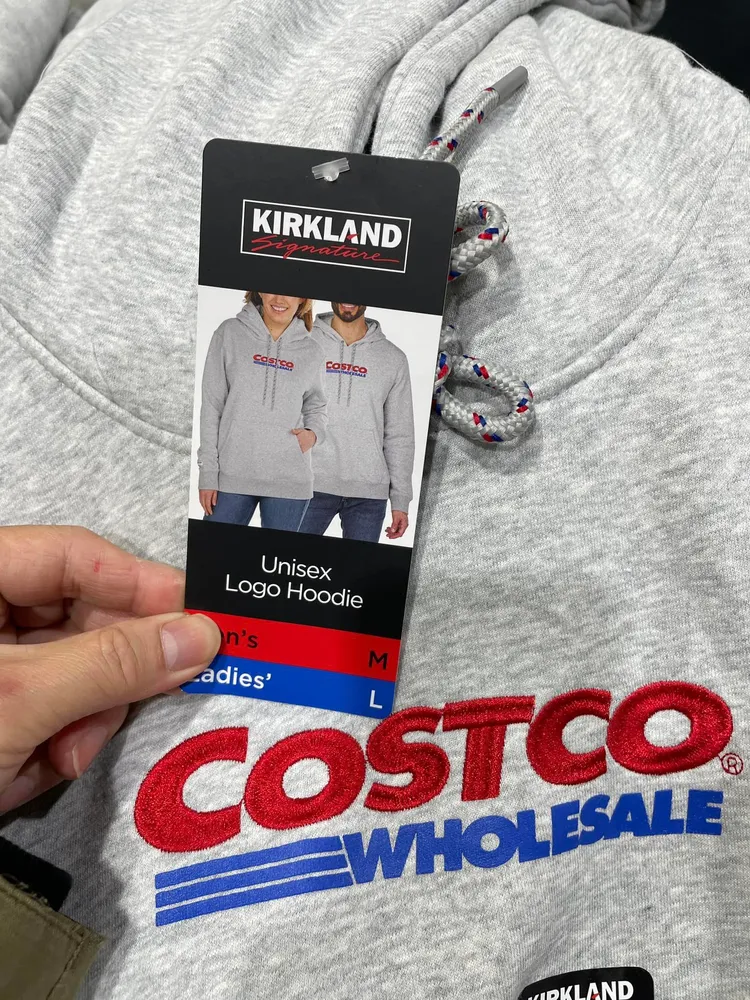 KIRKLAND
Signature
COSTCO
WHOLESALE
COSTCO
WHOLESALE
Unisex
Logo Hoodie
n's M
adies' L
COSTCO®
WHOLESALE
KIRKLAND